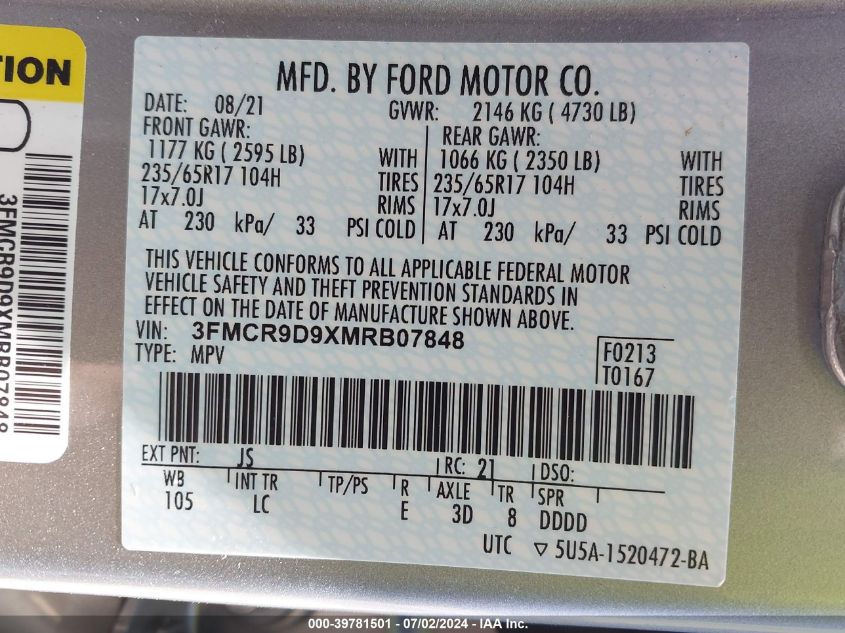 TION
3FMCR9D9XMRB07848
MFD. BY FORD MOTOR CO.
DATE: 08/21 GVWR: 2146 KG ( 4730 LB)
FRONT GAWR: REAR GAWR:
1177 KG ( 2595 LB) WITH 1066 KG ( 2350 LB) WITH
235/65R17 104H TIRES 235/65R17 104H TIRES
17x7.0J RIMS 17x7.0J RIMS
AT 230 kPa/ 33 PSI COLD AT 230 kPa/ 33 PSI COLD
THIS VEHICLE CONFORMS TO ALL APPLICABLE FEDERAL MOTOR
VEHICLE SAFETY AND THEFT PREVENTION STANDARDS IN
EFFECT ON THE DATE OF MANUFACTURE SHOWN ABOVE.
VIN: 3FMCR9D9XMRB07848
TYPE: MPV
F0213
T0167
EXT PNT: JS RC: 21 DSO:
WB INT TR TP/PS R AXLE TR SPR
105 LC E 3D 8 DDDD
UTC ▽ 5U5A-1520472-BA
000-39781501 - 07/02/2024 - IAA Inc.